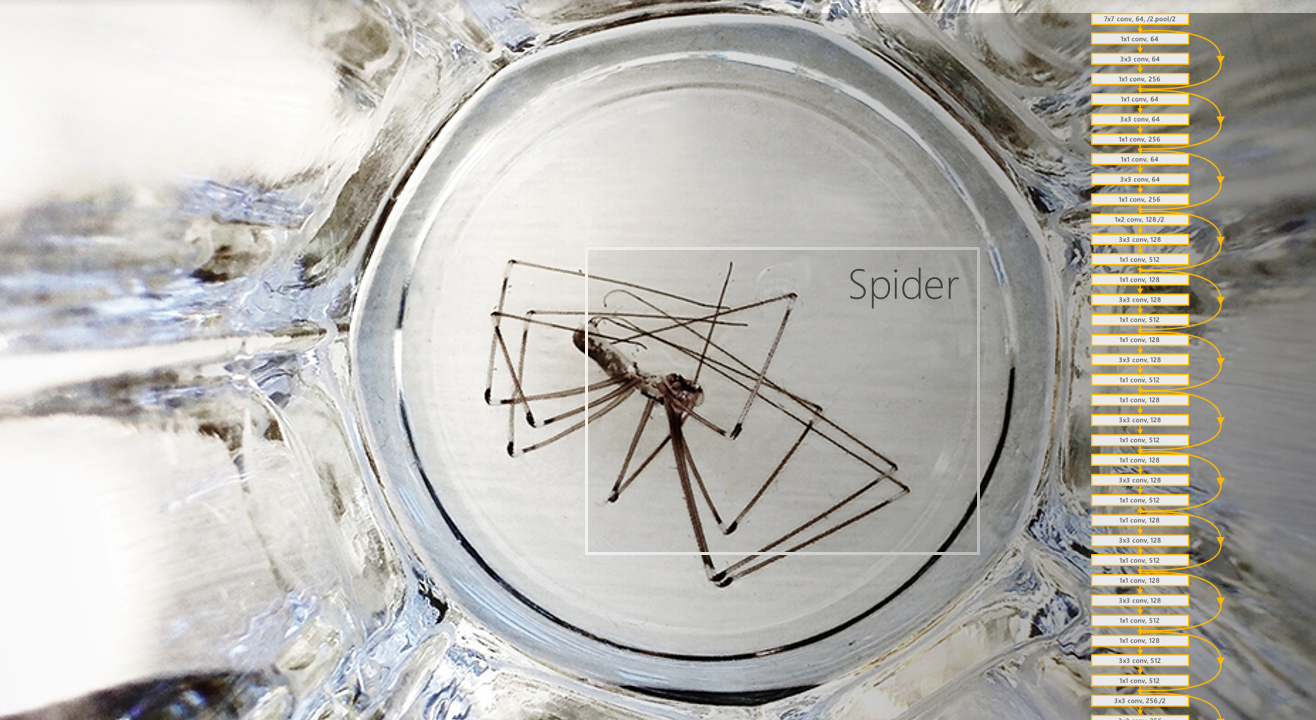 Spider
7x7 conv, 64, /2.pool/2
1x1 conv, 64
3x3 conv, 64
1x1 conv, 256
1x1 conv, 64
3x3 conv, 64
1x1 conv, 256
1x1 conv, 64
3x3 conv, 64
1x1 conv, 256
1x2 conv, 128,/2
3x3 conv, 128
1x1 conv, 512
1x1 conv, 128
3x3 conv, 128
1x1 conv, 512
1x1 conv, 128
3x3 conv, 128
1x1 conv, 512
1x1 conv, 128
3x3 conv, 128
1x1 conv, 512
1x1 conv, 128
3x3 conv, 128
1x1 conv, 512
1x1 conv, 128
3x3 conv, 128
1x1 conv, 512
1x1 conv, 128
3x3 conv, 128
1x1 conv, 512
1x1 conv, 128
3x3 conv, 512
1x1 conv, 512
3x3 conv, 256,/2